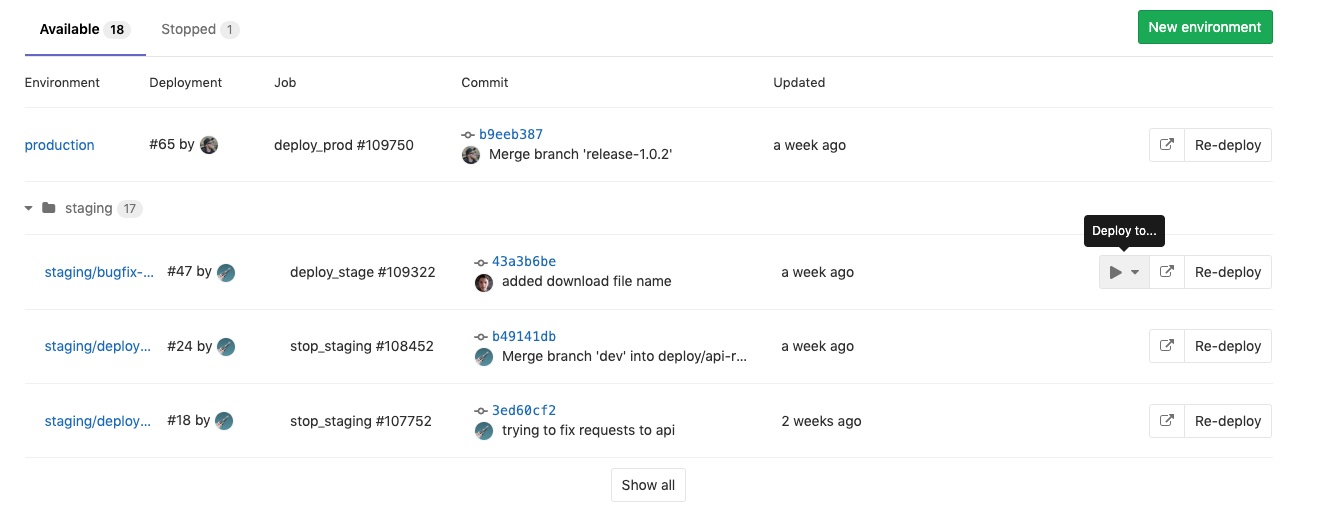 Available 18 Stopped 1 New environment
Environment Deployment Job Commit Updated
production #65 by deploy_prod #109750 b9eeb387 a week ago Re-deploy
Merge branch 'release-1.0.2'
staging 17
Deploy to...
staging/bugfix-... #47 by deploy_stage #109322 43a3b6be a week ago Re-deploy
added download file name
staging/deploy... #24 by stop_staging #108452 b49141db a week ago Re-deploy
Merge branch 'dev' into deploy/api-r...
staging/deploy... #18 by stop_staging #107752 3ed60cf2 2 weeks ago Re-deploy
trying to fix requests to api
Show all